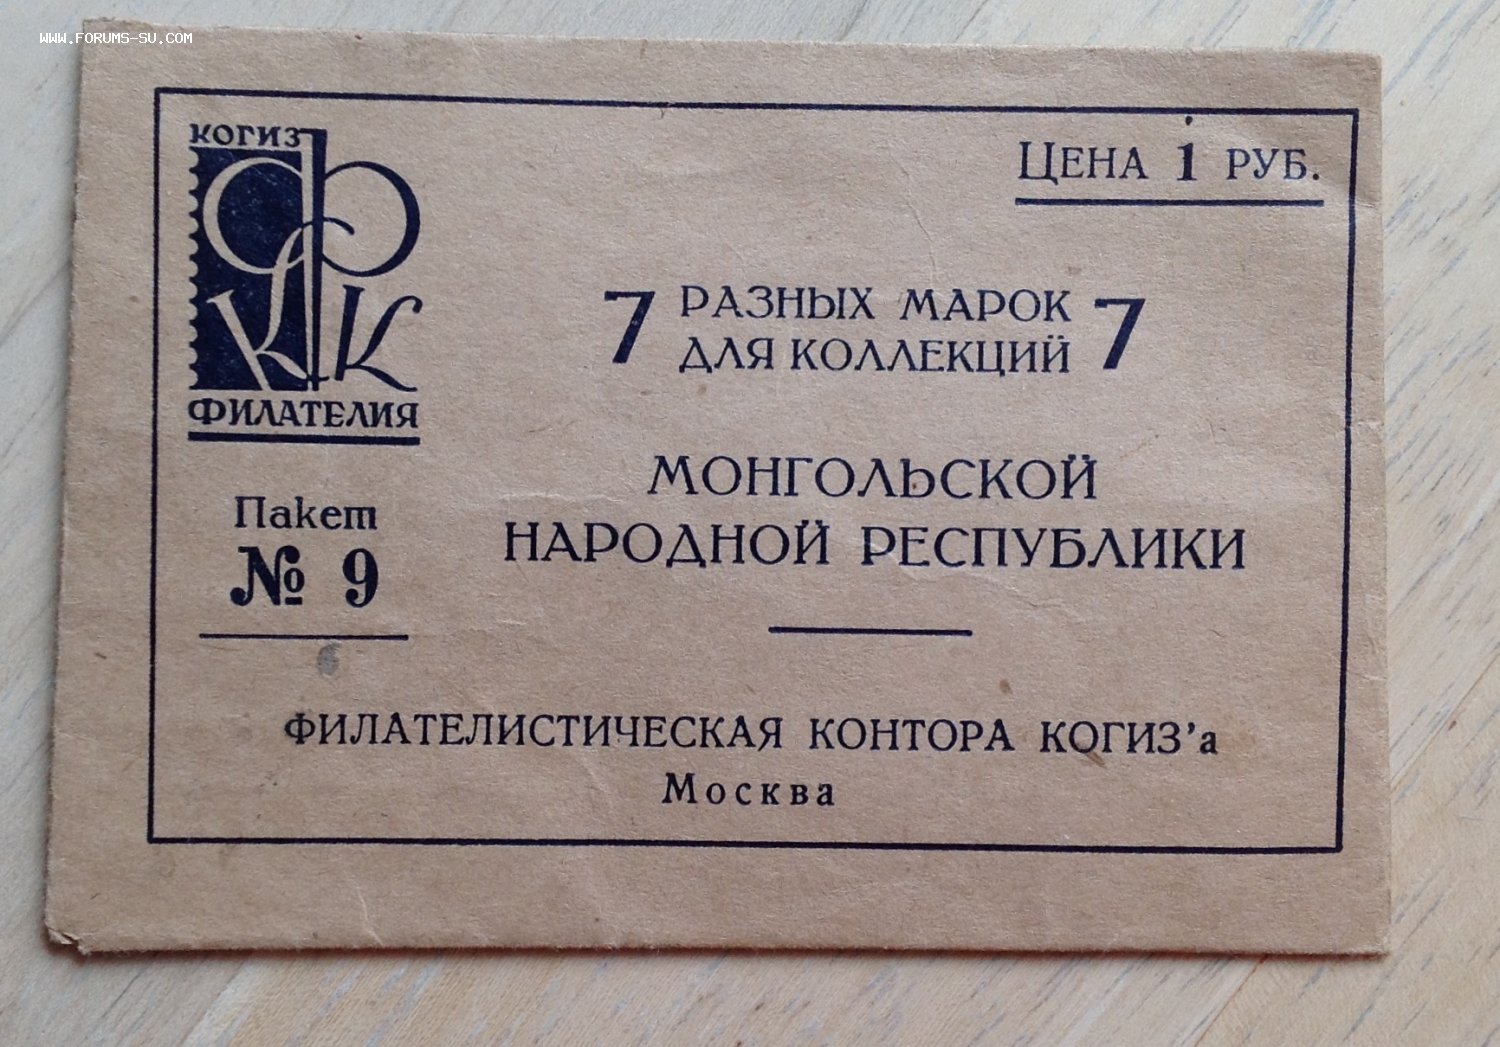 WWW.FORUMS-SU.COM
КОГИЗ
ФКК
ФИЛАТЕЛИЯ
Пакет
№ 9
ЦЕНА 1 РУБ.
7 РАЗНЫХ МАРОК 7
ДЛЯ КОЛЛЕКЦИЙ
МОНГОЛЬСКОЙ
НАРОДНОЙ РЕСПУБЛИКИ
ФИЛАТЕЛИСТИЧЕСКАЯ КОНТОРА КОГИЗ'а
Москва